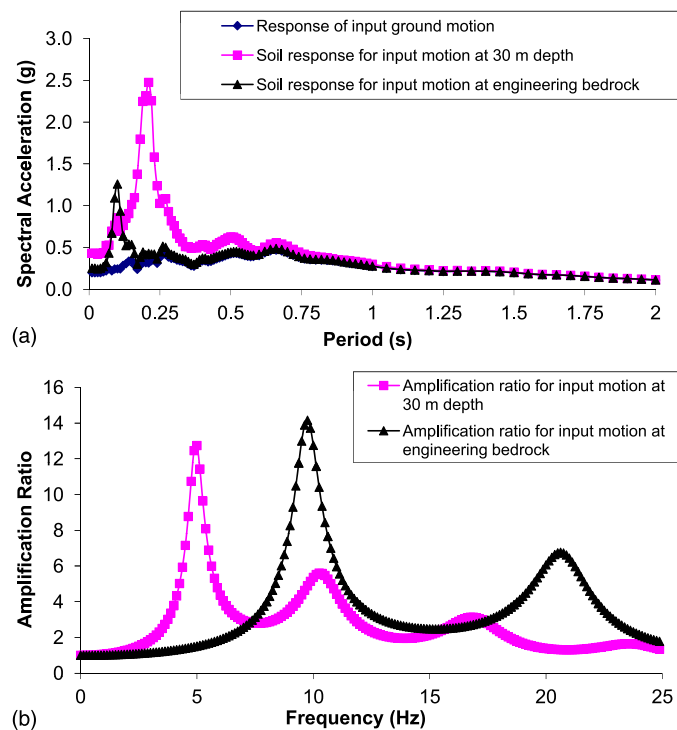 Response of input ground motion
Soil response for input motion at 30 m depth
Soil response for input motion at engineering bedrock
Spectral Acceleration (g)
3.0
2.5
2.0
1.5
1.0
0.5
0.0
0 0.25 0.5 0.75 1 1.25 1.5 1.75 2
Period (s)
(a)
Amplification ratio for input motion at
30 m depth
Amplification ratio for input motion at
engineering bedrock
Amplification Ratio
16
14
12
10
8
6
4
2
0
0 5 10 15 20 25
Frequency (Hz)
(b)